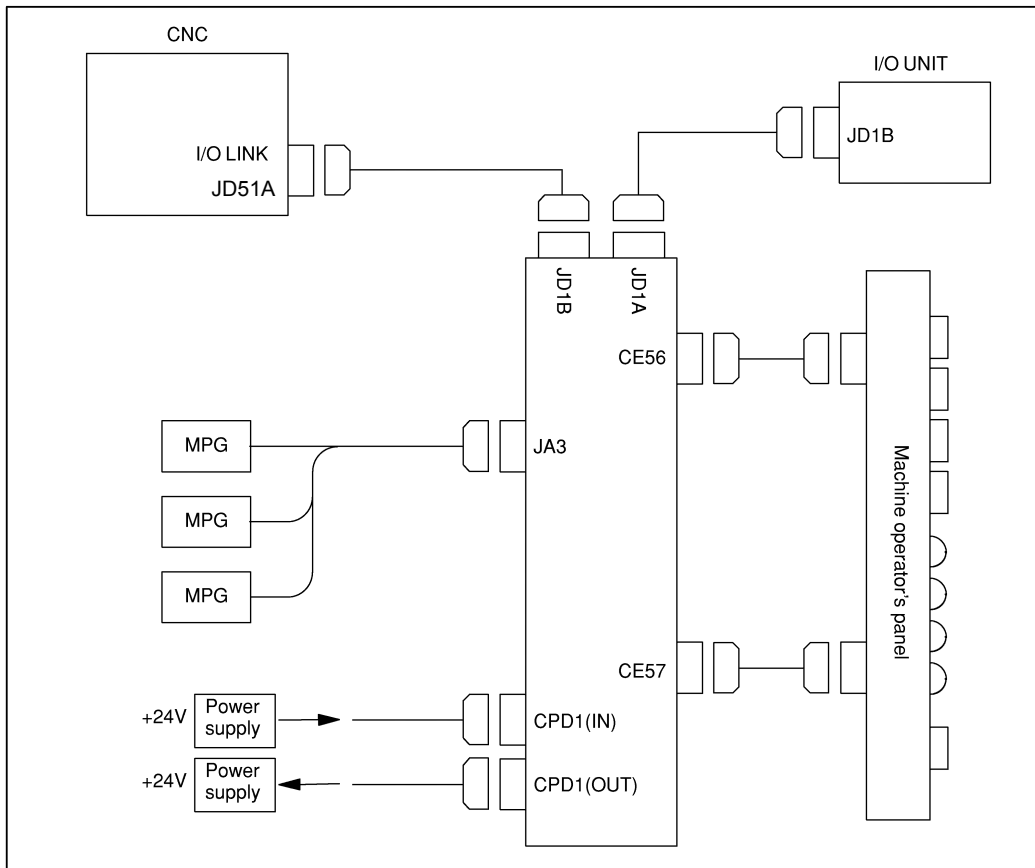 CNC
I/O UNIT
I/O LINK
JD51A
JD1B
JD1B
JD1A
CE56
MPG
JA3
MPG
MPG
Machine operator's panel
CE57
+24V
Power
supply
CPD1(IN)
+24V
Power
supply
CPD1(OUT)